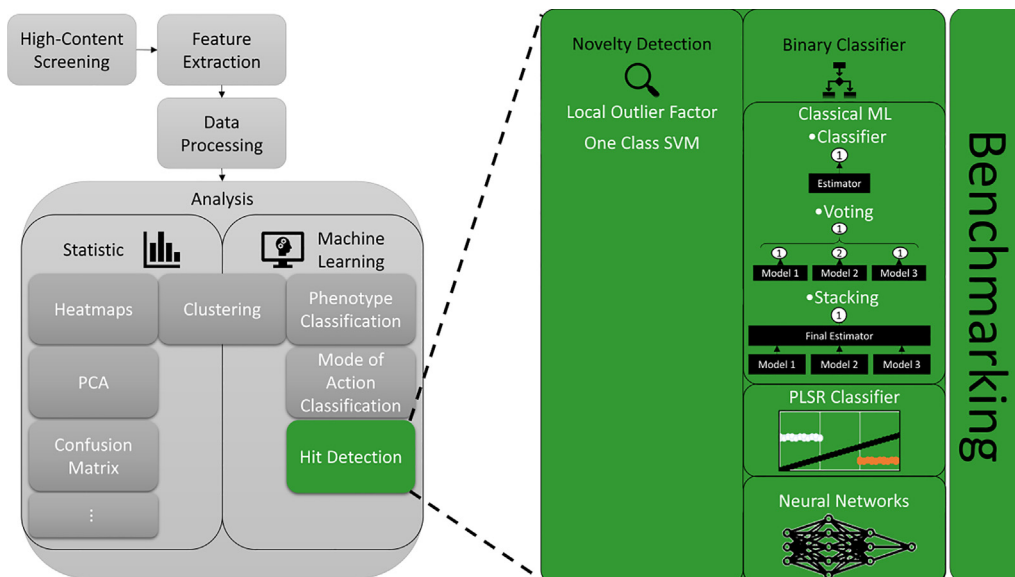 High-Content
Screening
Feature
Extraction
Data
Processing
Analysis
Statistic
Machine
Learning
Heatmaps
Clustering
Phenotype
Classification
PCA
Mode of
Action
Classification
Confusion
Matrix
Hit Detection
⋮
Novelty Detection
Local Outlier Factor
One Class SVM
Binary Classifier
Classical ML
•Classifier
1
Estimator
•Voting
1
1 2 1
Model 1 Model 2 Model 3
•Stacking
1
Final Estimator
Model 1 Model 2 Model 3
PLSR Classifier
Neural Networks
Benchmarking